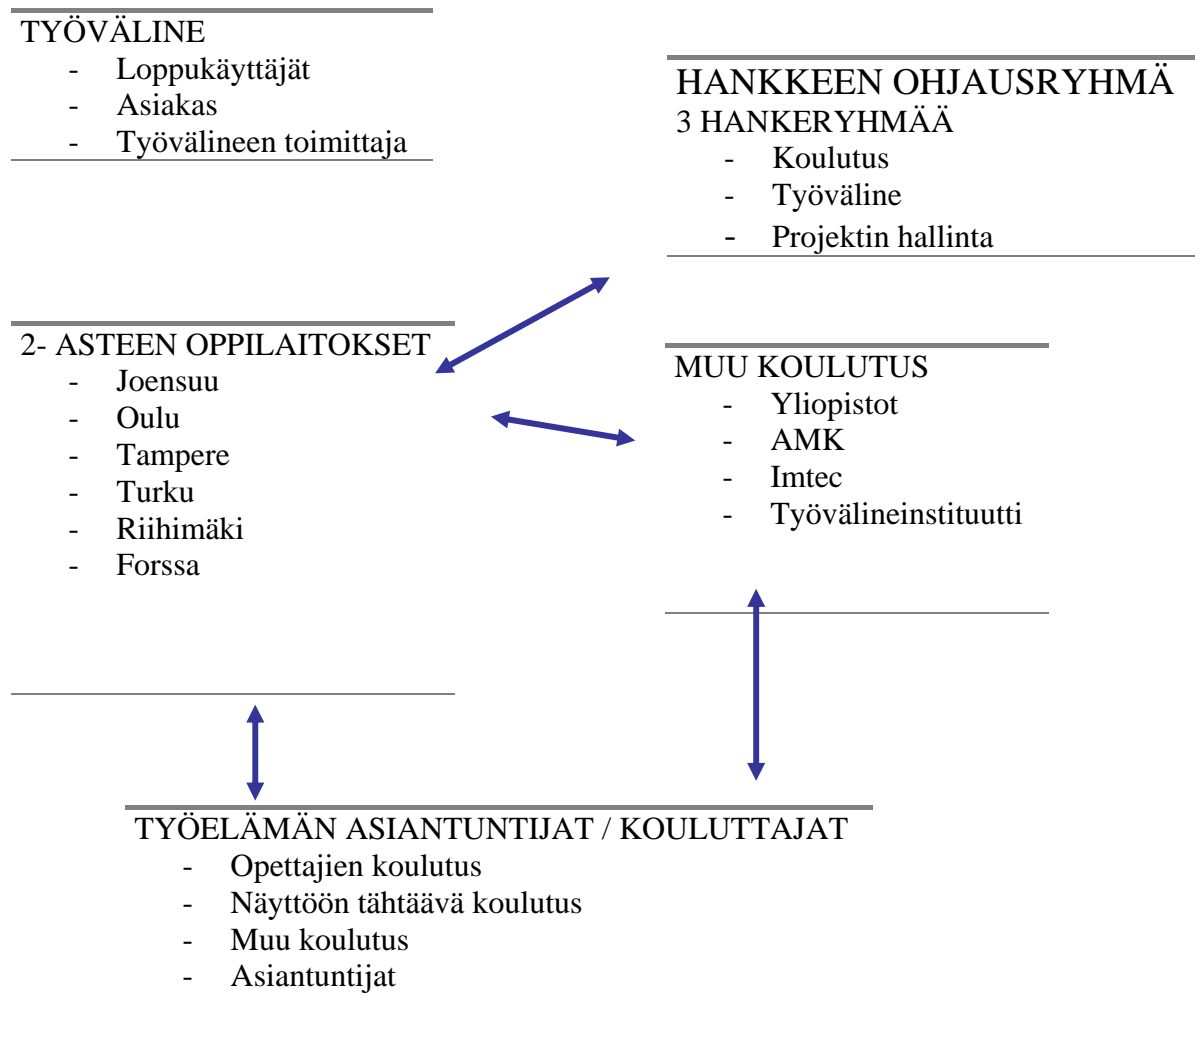 TYÖVÄLINE
- Loppukäyttäjät
- Asiakas
- Työvälineen toimittaja
HANKKEEN OHJAUSRYHMÄ
3 HANKERYHMÄÄ
- Koulutus
- Työväline
- Projektin hallinta
2- ASTEEN OPPILAITOKSET
- Joensuu
- Oulu
- Tampere
- Turku
- Riihimäki
- Forssa
MUU KOULUTUS
- Yliopistot
- AMK
- Imtec
- Työvälineinstituutti
TYÖELÄMÄN ASIANTUNTIJAT / KOULUTTAJAT
- Opettajien koulutus
- Näyttöön tähtäävä koulutus
- Muu koulutus
- Asiantuntijat